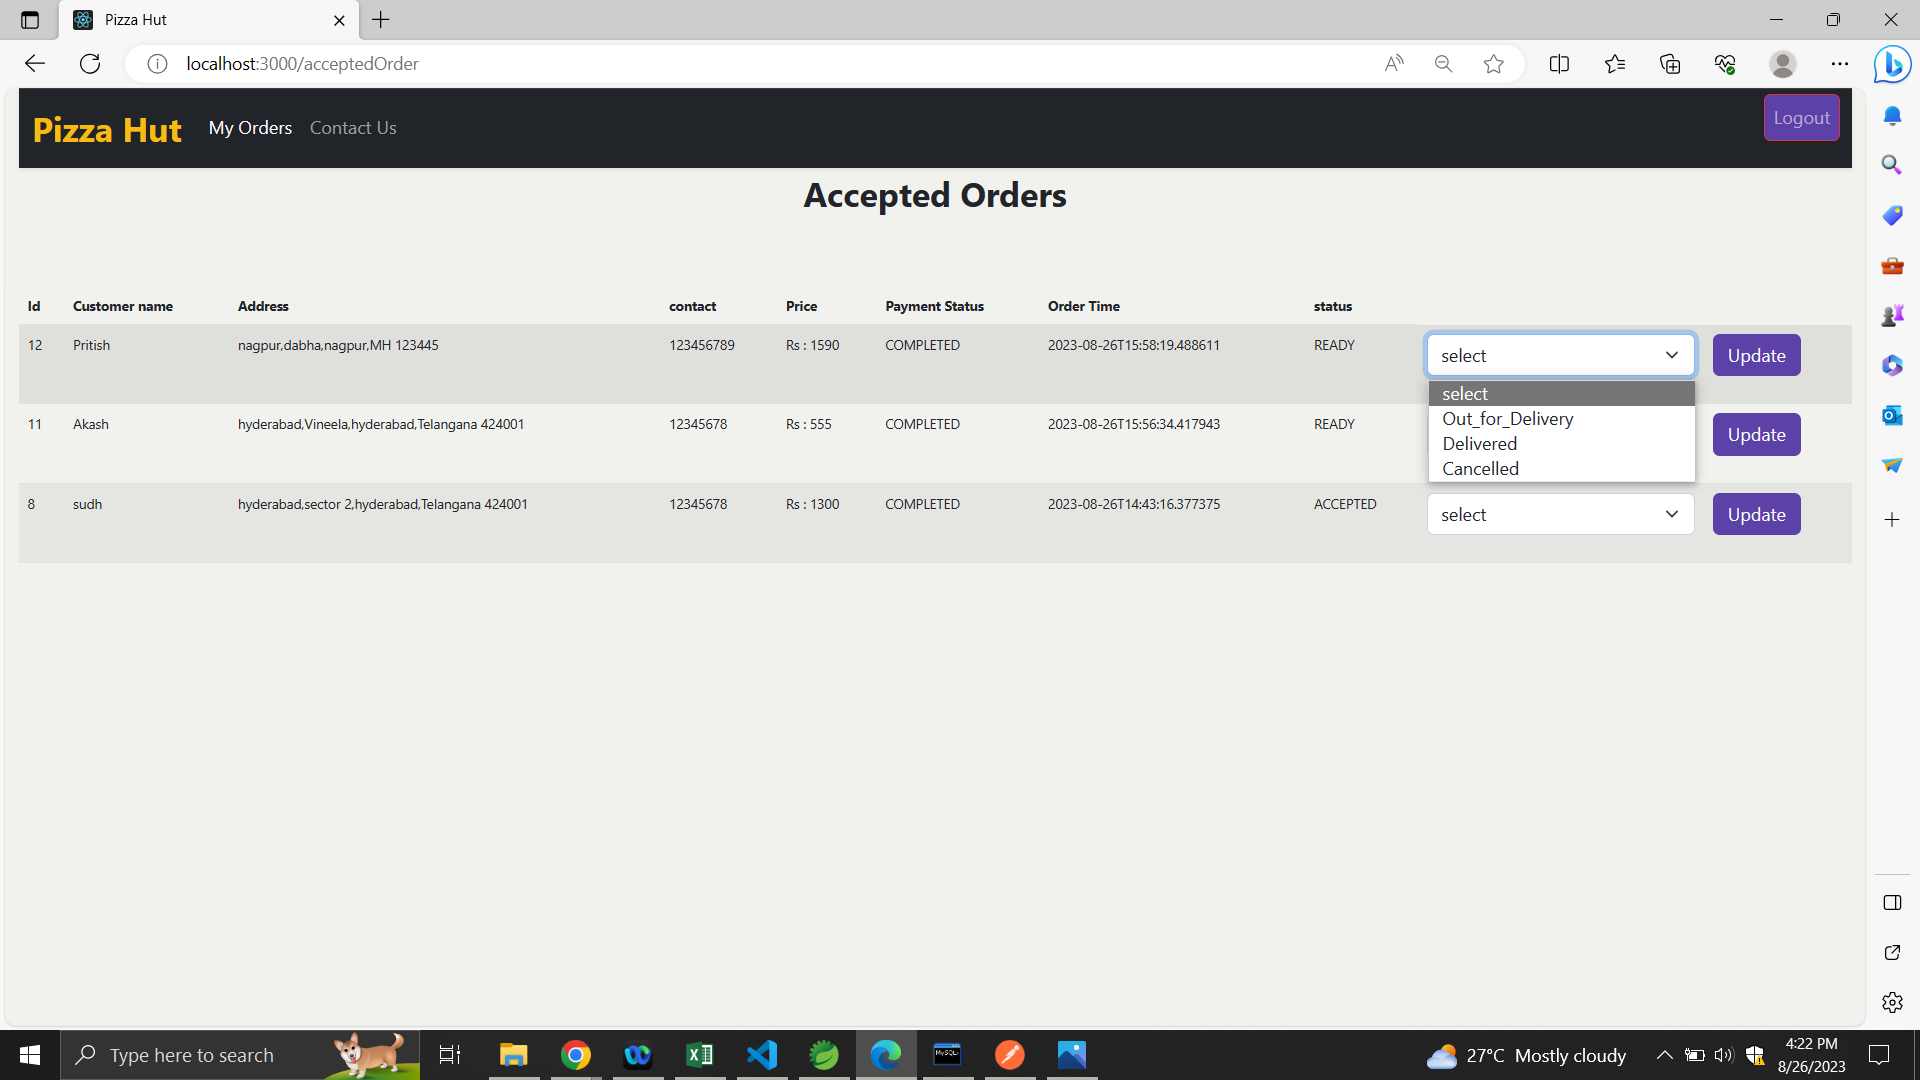 Pizza Hut
localhost:3000/acceptedOrder
Pizza Hut My Orders Contact Us Logout
Accepted Orders
Id Customer name Address contact Price Payment Status Order Time status
12 Pritish nagpur,dabha,nagpur,MH 123445 123456789 Rs : 1590 COMPLETED 2023-08-26T15:58:19.488611 READY select Update
select
Out_for_Delivery
Delivered
Cancelled
11 Akash hyderabad,Vineela,hyderabad,Telangana 424001 12345678 Rs : 555 COMPLETED 2023-08-26T15:56:34.417943 READY Update
8 sudh hyderabad,sector 2,hyderabad,Telangana 424001 12345678 Rs : 1300 COMPLETED 2023-08-26T14:43:16.377375 ACCEPTED select Update
Type here to search
27°C Mostly cloudy
4:22 PM
8/26/2023